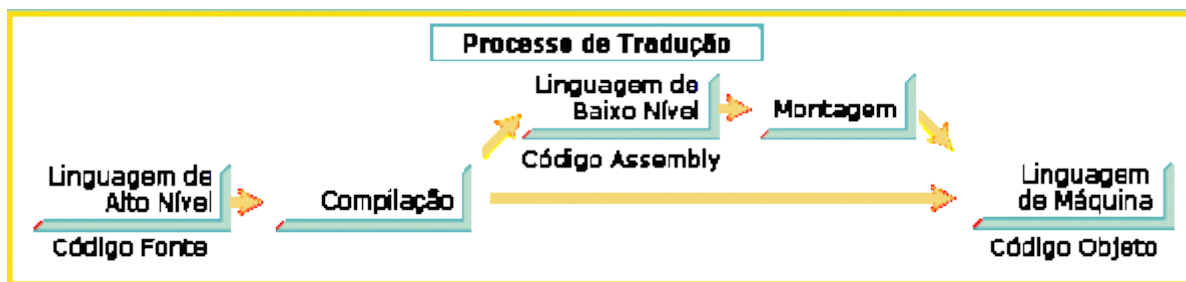 Processo de Tradução
Linguagem de
Alto Nível
Código Fonte
Compilação
Linguagem de
Baixo Nível
Código Assembly
Montagem
Linguagem
de Máquina
Código Objeto